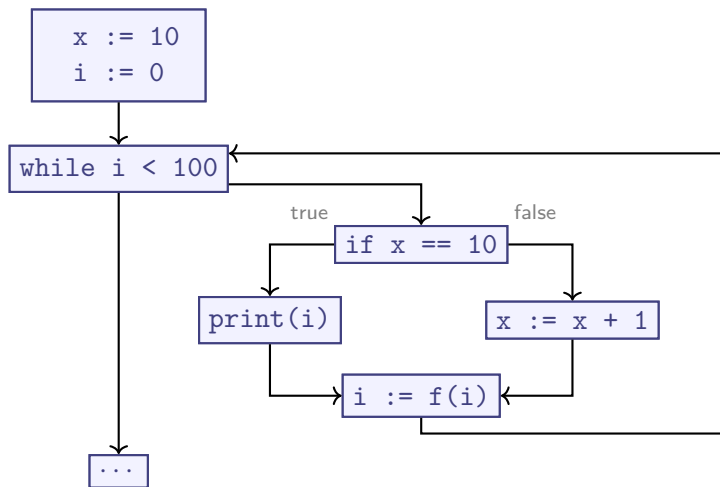 x := 10
i := 0
while i < 100
true
false
if x == 10
print(i)
x := x + 1
i := f(i)
...